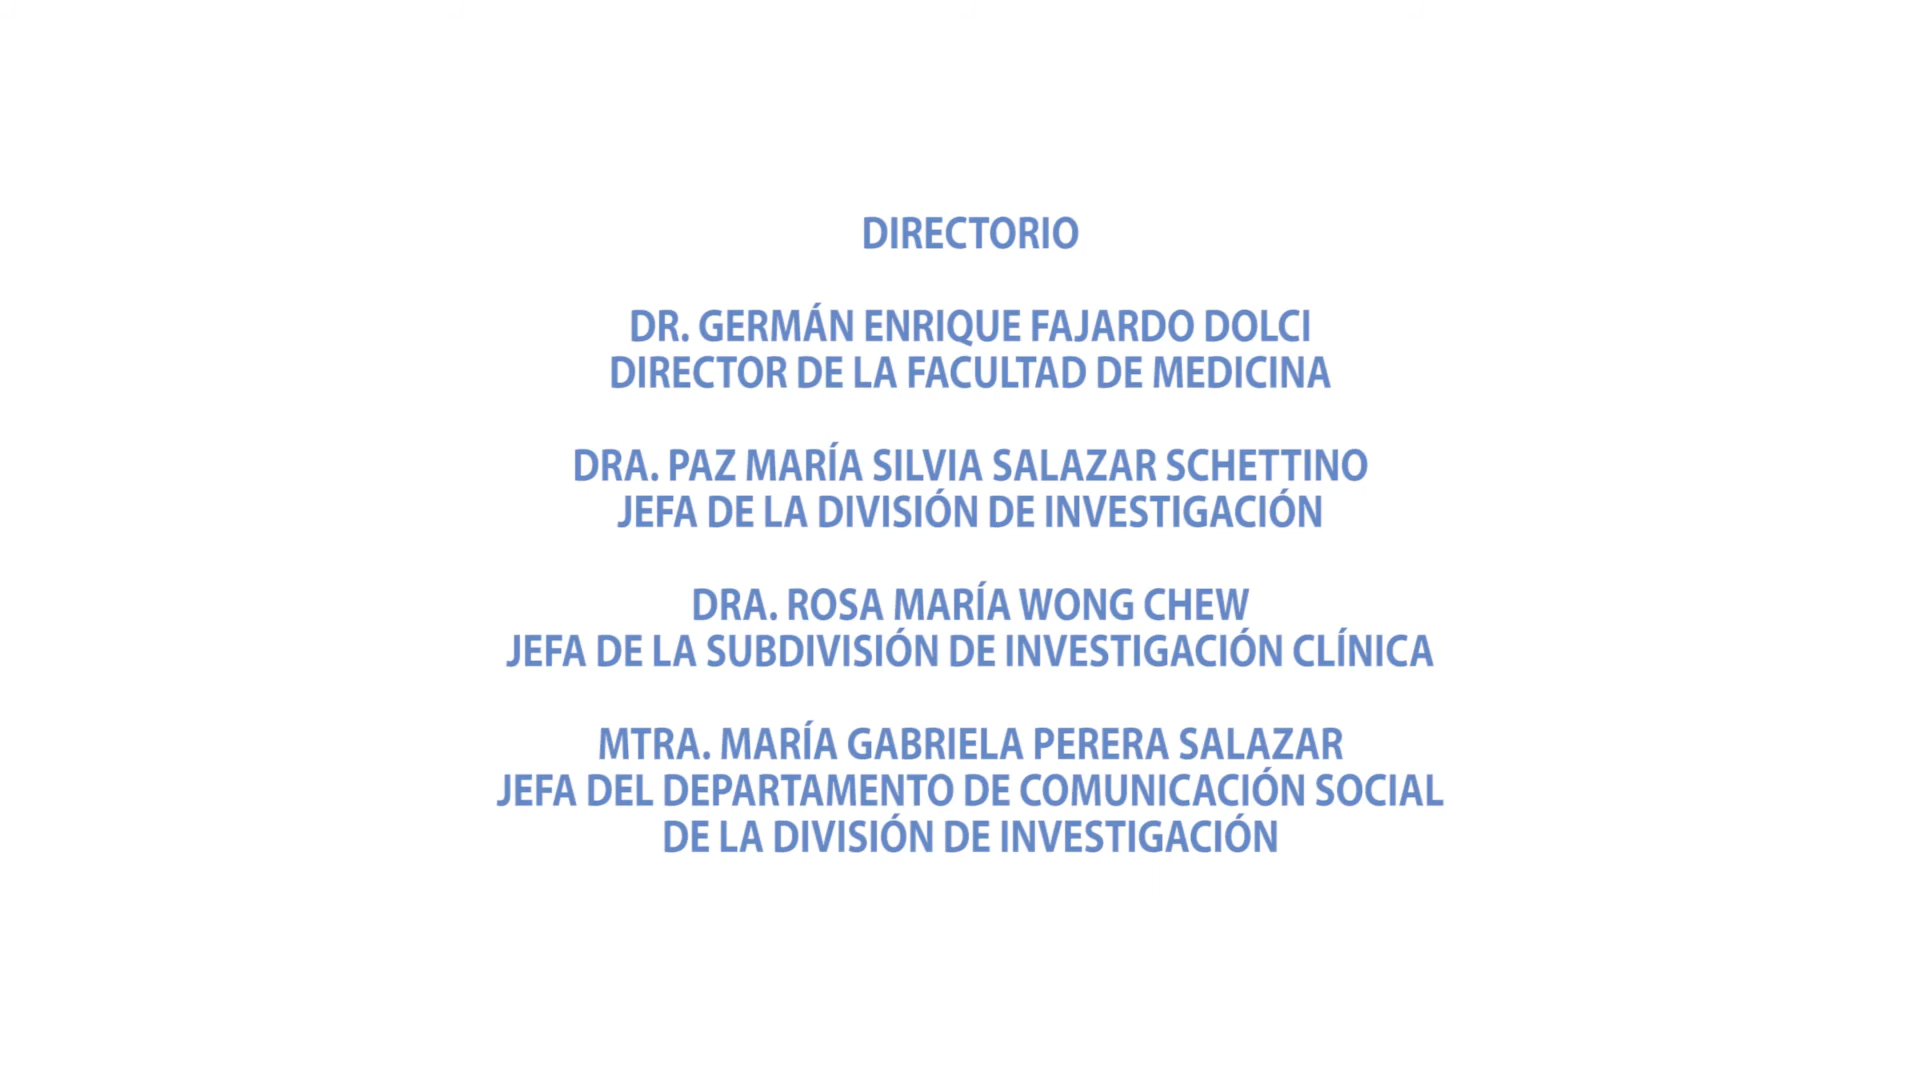 DIRECTORIO
DR. GERMÁN ENRIQUE FAJARDO DOLCI
DIRECTOR DE LA FACULTAD DE MEDICINA
DRA. PAZ MARÍA SILVIA SALAZAR SCHETTINO
JEFA DE LA DIVISIÓN DE INVESTIGACIÓN
DRA. ROSA MARÍA WONG CHEW
JEFA DE LA SUBDIVISIÓN DE INVESTIGACIÓN CLÍNICA
MTRA. MARÍA GABRIELA PERERA SALAZAR
JEFA DEL DEPARTAMENTO DE COMUNICACIÓN SOCIAL
DE LA DIVISIÓN DE INVESTIGACIÓN